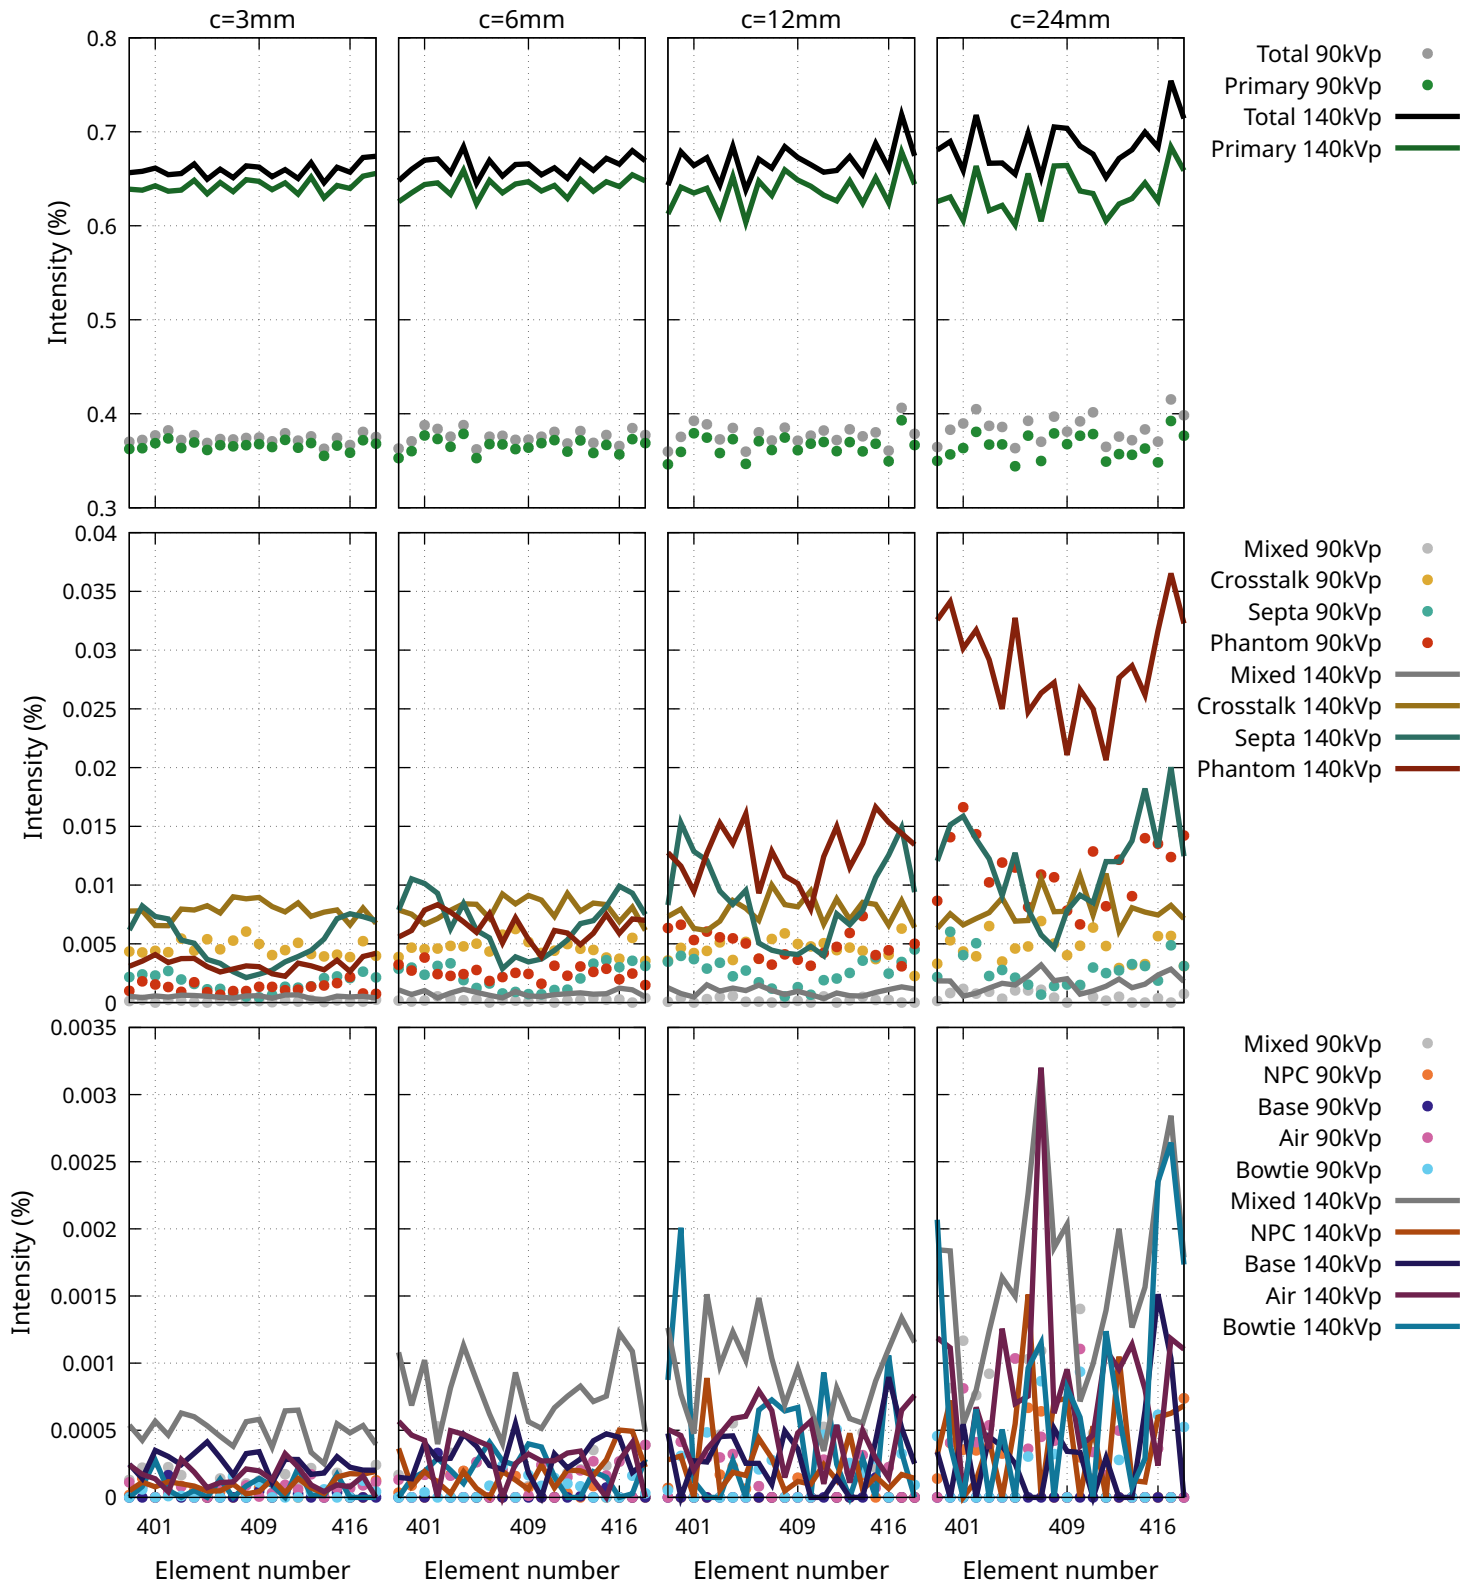 c=3mm
c=6mm
c=12mm
c=24mm
0.8
0.7
0.6
0.5
0.4
0.3
Intensity (%)
Total 90kVp
Primary 90kVp
Total 140kVp
Primary 140kVp
0.04
0.035
0.03
0.025
0.02
0.015
0.01
0.005
0
Intensity (%)
Mixed 90kVp
Crosstalk 90kVp
Septa 90kVp
Phantom 90kVp
Mixed 140kVp
Crosstalk 140kVp
Septa 140kVp
Phantom 140kVp
0.0035
0.003
0.0025
0.002
0.0015
0.001
0.0005
0
Intensity (%)
Mixed 90kVp
NPC 90kVp
Base 90kVp
Air 90kVp
Bowtie 90kVp
Mixed 140kVp
NPC 140kVp
Base 140kVp
Air 140kVp
Bowtie 140kVp
401 409 416
401 409 416
401 409 416
401 409 416
Element number
Element number
Element number
Element number